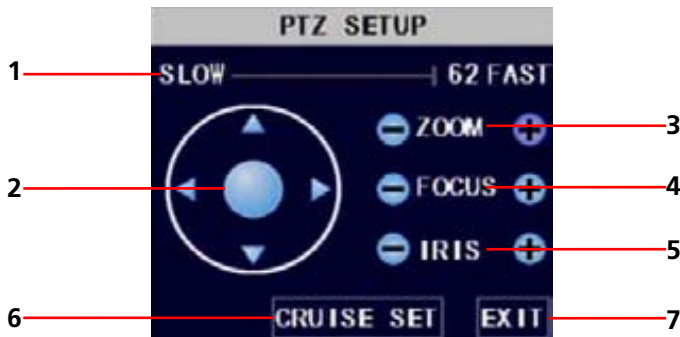 PTZ SETUP
1 SLOW 62 FAST
ZOOM 3
2 FOCUS 4
IRIS 5
6 CRUISE SET EXIT 7